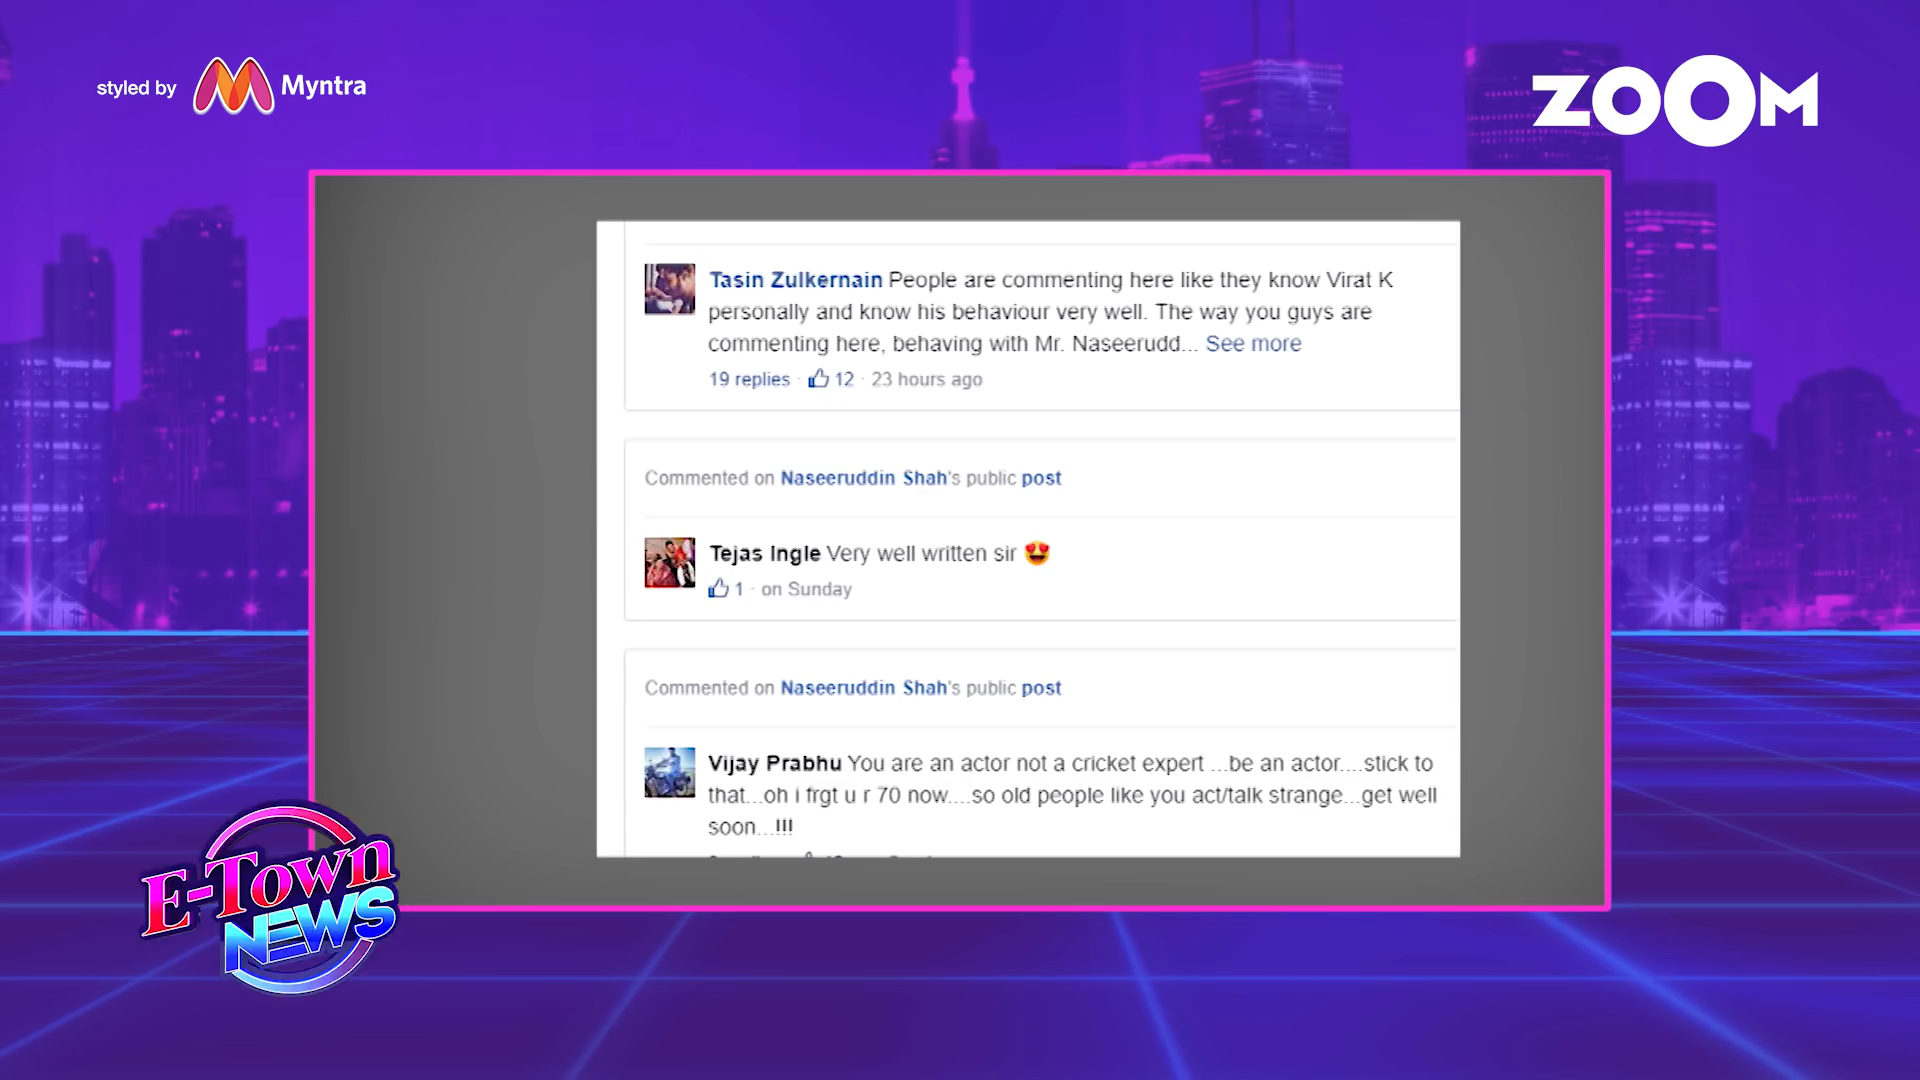 styled by Myntra
ZOOM
Tasin Zulkernain People are commenting here like they know Virat K
personally and know his behaviour very well. The way you guys are
commenting here, behaving with Mr. Naseerudd... See more
19 replies · 12 · 23 hours ago
Commented on Naseeruddin Shah's public post
Tejas Ingle Very well written sir 😍
1 · on Sunday
Commented on Naseeruddin Shah's public post
Vijay Prabhu You are an actor not a cricket expert ...be an actor....stick to
that...oh i frgt u r 70 now....so old people like you act/talk strange...get well
soon...!!!
E-Town
NEWS